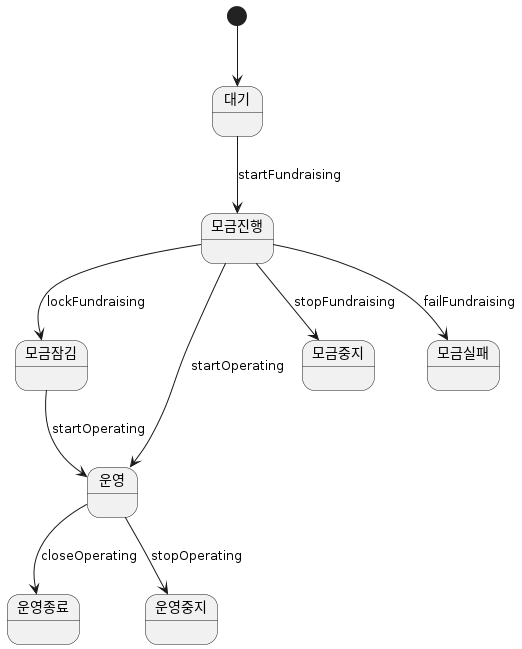 대기
startFundraising
모금진행
lockFundraising
stopFundraising
failFundraising
모금잠김
startOperating
모금중지
모금실패
startOperating
운영
closeOperating
stopOperating
운영종료
운영중지